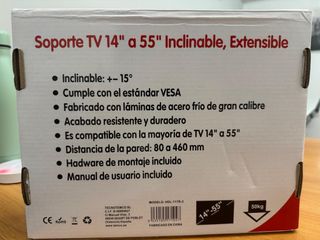 Soporte TV 14" a 55" Inclinable, Extensible
• Inclinable: +– 15°
• Cumple con el estándar VESA
• Fabricado con láminas de acero frío de gran calibre
• Acabado resistente y duradero
• Es compatible con la mayoria de TV 14" a 55"
• Distancia de la pared: 80 a 460 mm
• Hadware de montaje incluido
• Manual de usuario incluido
FABRICADO EN CHINA
14"-55"
50kg
CE